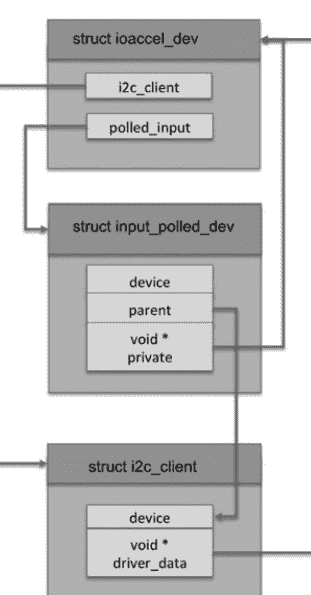 struct ioaccel_dev
i2c_client
polled_input
struct input_polled_dev
device
parent
void *
private
struct i2c_client
device
void *
driver_data